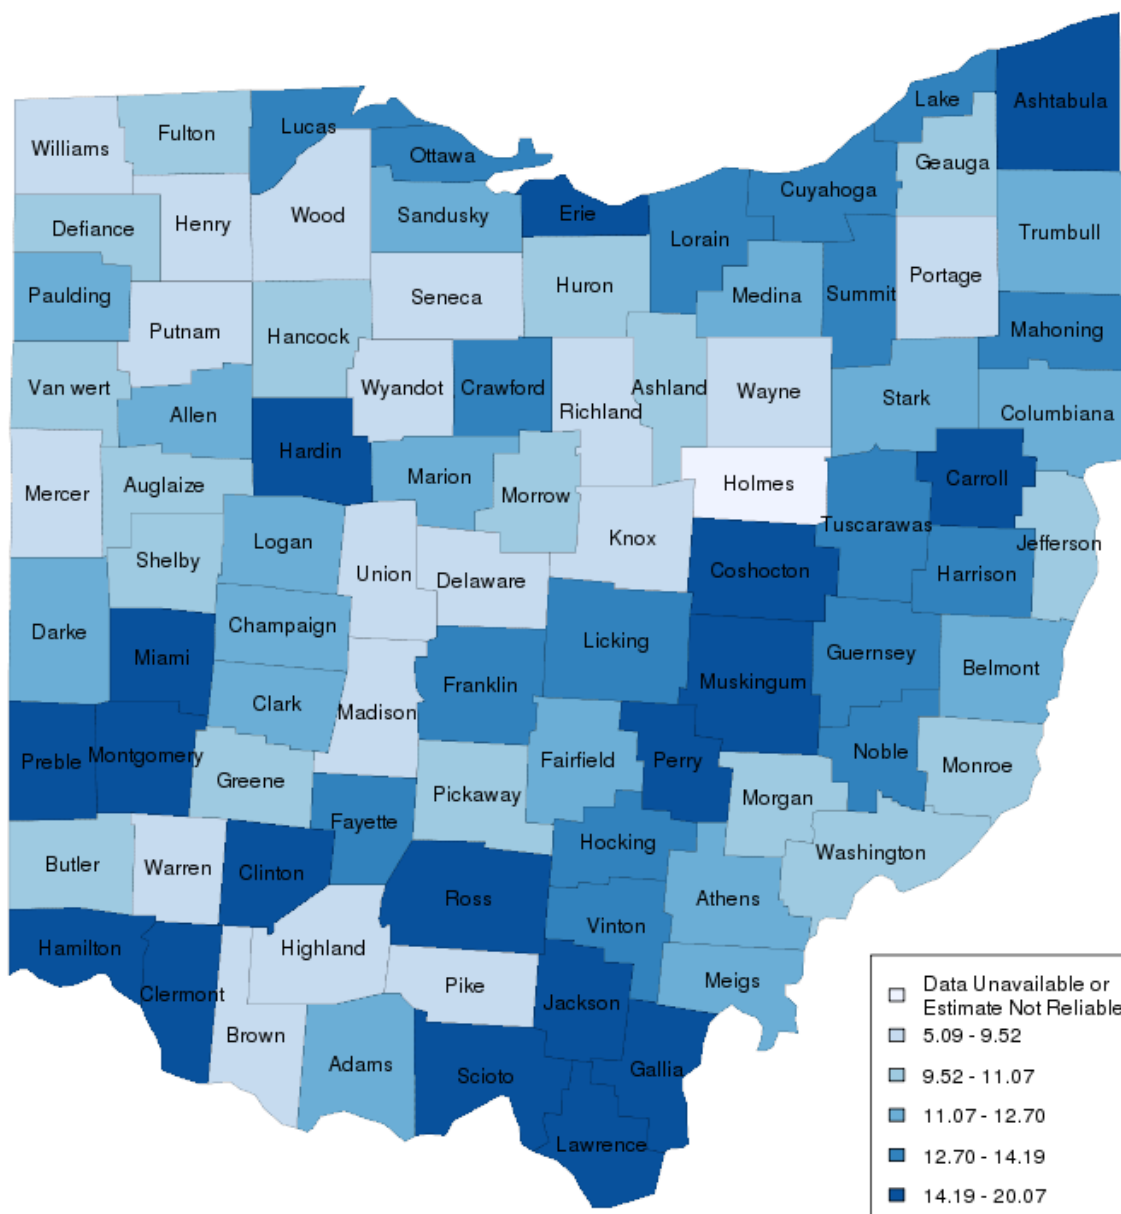 Lake
Ashtabula
Lucas
Fulton
Williams
Ottawa
Geauga
Cuyahoga
Wood
Sandusky
Erie
Henry
Defiance
Trumbull
Lorain
Portage
Huron
Seneca
Paulding
Medina
Summit
Mahoning
Putnam
Hancock
Van wert
Wyandot
Crawford
Ashland
Wayne
Stark
Richland
Columbiana
Allen
Hardin
Marion
Carroll
Holmes
Auglaize
Mercer
Morrow
Tuscarawas
Knox
Logan
Jefferson
Shelby
Union
Delaware
Coshocton
Harrison
Champaign
Darke
Licking
Miami
Guernsey
Belmont
Franklin
Muskingum
Clark
Madison
Montgomery
Preble
Fairfield
Perry
Noble
Monroe
Greene
Pickaway
Morgan
Fayette
Hocking
Washington
Butler
Warren
Clinton
Ross
Athens
Vinton
Hamilton
Highland
Meigs
Pike
Clermont
Jackson
Brown
Adams
Scioto
Gallia
Lawrence
Data Unavailable or
Estimate Not Reliable
5.09 - 9.52
9.52 - 11.07
11.07 - 12.70
12.70 - 14.19
14.19 - 20.07